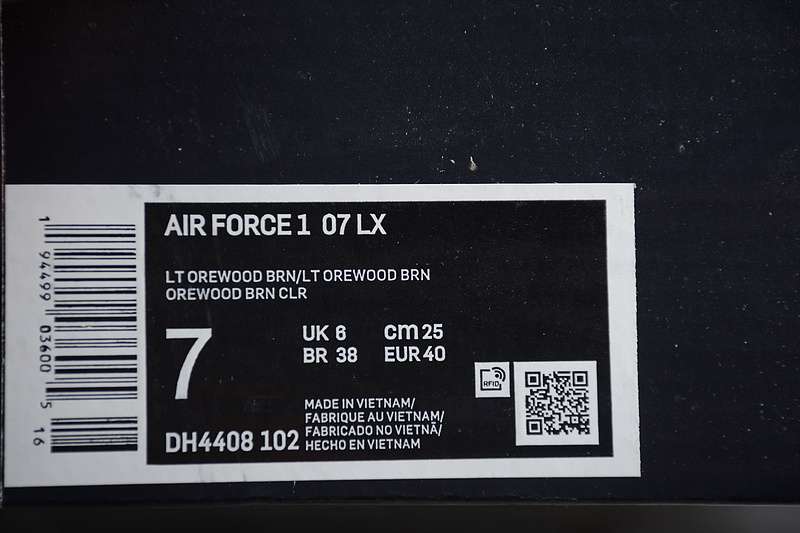 AIR FORCE 1 07 LX
LT OREWOOD BRN/LT OREWOOD BRN
OREWOOD BRN CLR
7
UK 6 cm 25
BR 38 EUR 40
RFID
MADE IN VIETNAM/
FABRIQUE AU VIETNAM/
FABRICADO NO VIETNÃ/
HECHO EN VIETNAM
DH4408 102
1 94499 03600 5 16